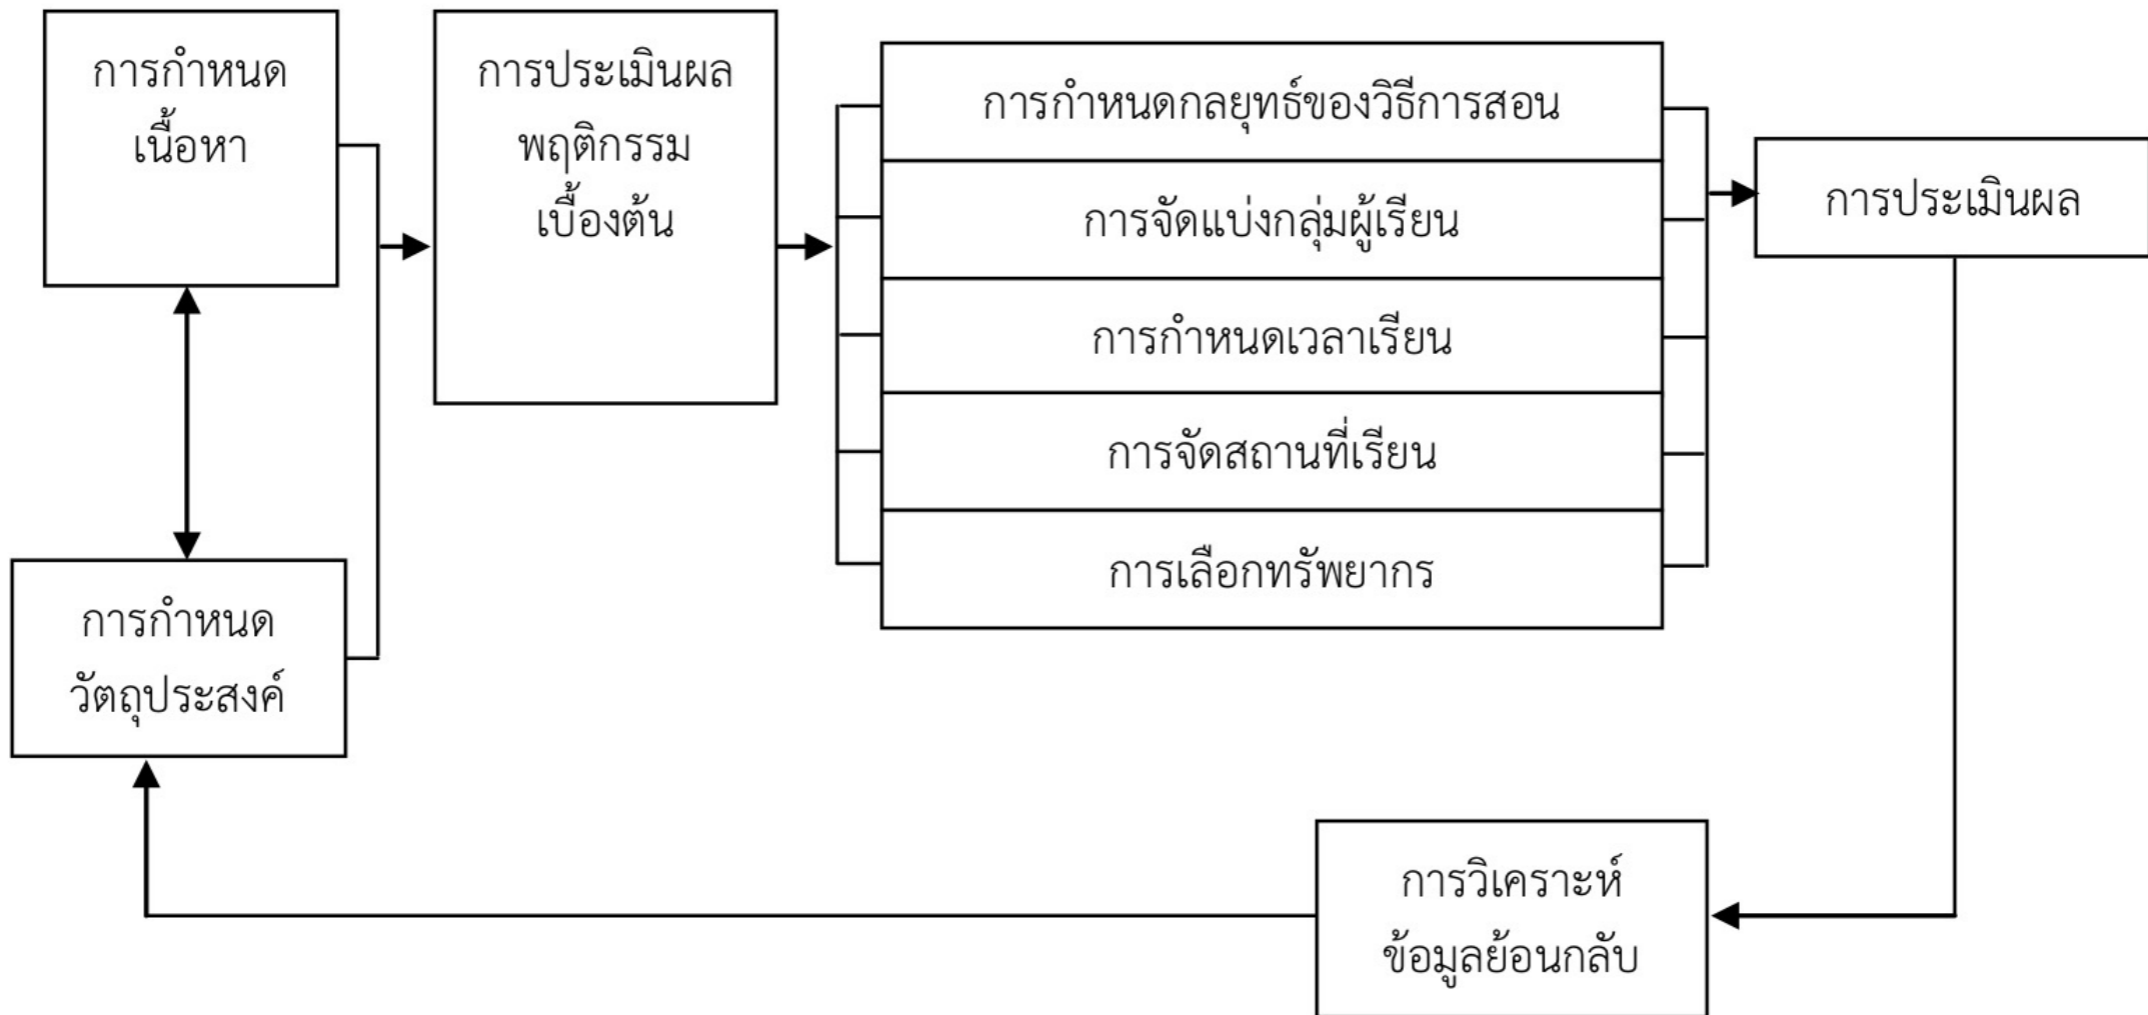 การกำหนด
เนื้อหา
การประเมินผล
พฤติกรรม
เบื้องต้น
การกำหนดกลยุทธ์ของวิธีการสอน
การจัดแบ่งกลุ่มผู้เรียน
การกำหนดเวลาเรียน
การจัดสถานที่เรียน
การเลือกทรัพยากร
การประเมินผล
การกำหนด
วัตถุประสงค์
การวิเคราะห์
ข้อมูลย้อนกลับ